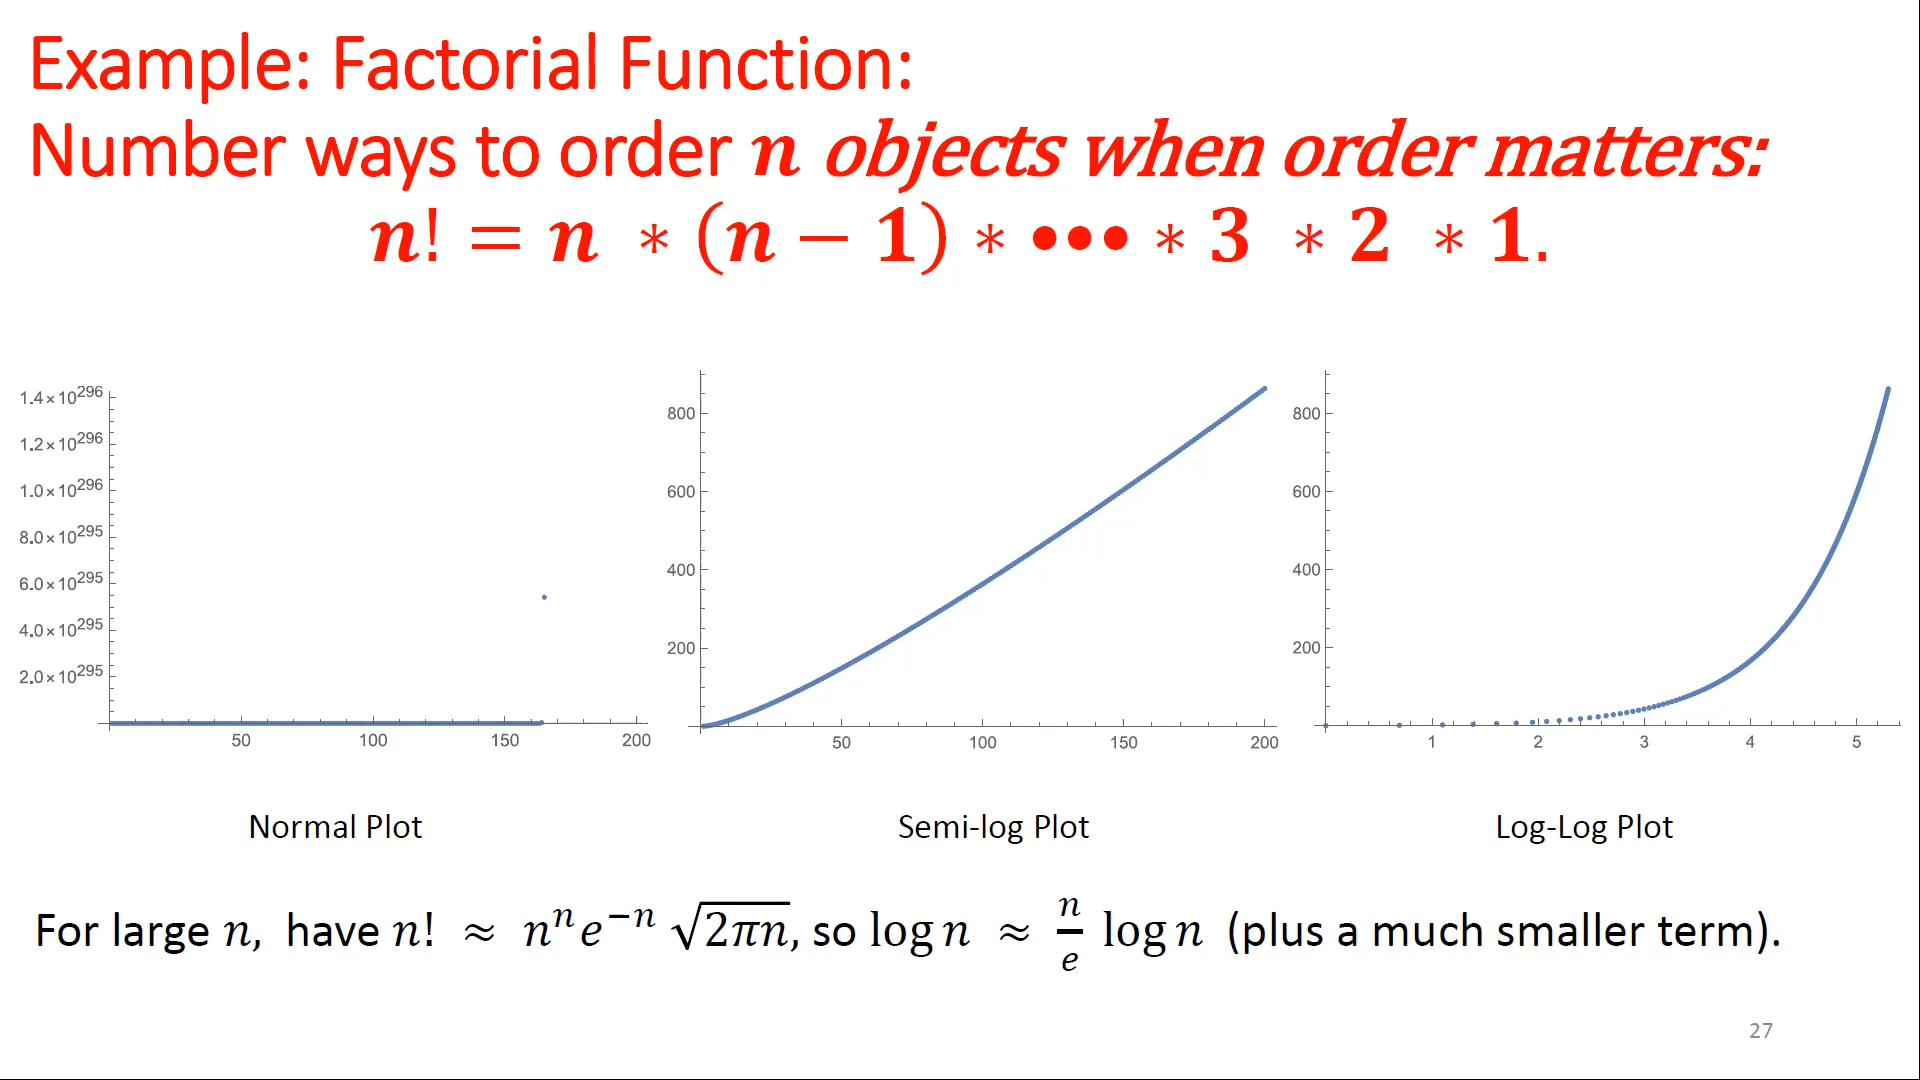 Example: Factorial Function:
Number ways to order n objects when order matters:
n! = n ∗ (n − 1) ∗ ••• ∗ 3 ∗ 2 ∗ 1.
1.4×10^296
1.2×10^296
1.0×10^296
8.0×10^295
6.0×10^295
4.0×10^295
2.0×10^295
50 100 150 200
800
600
400
200
50 100 150 200
800
600
400
200
1 2 3 4 5
Normal Plot
Semi-log Plot
Log-Log Plot
For large n, have n! ≈ n^n e^−n √2πn, so log n ≈ n/e log n (plus a much smaller term).
27